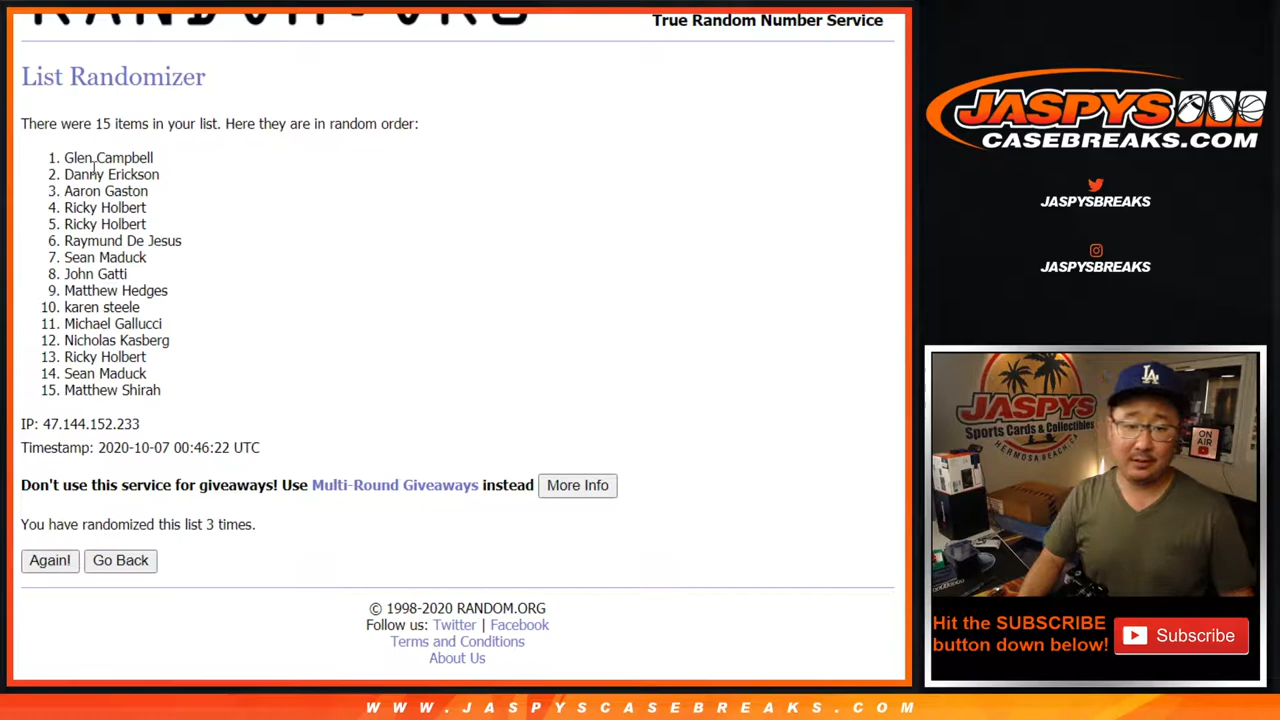 RANDOM.ORG
True Random Number Service
List Randomizer
There were 15 items in your list. Here they are in random order:
1. Glen Campbell
2. Danny Erickson
3. Aaron Gaston
4. Ricky Holbert
5. Ricky Holbert
6. Raymund De Jesus
7. Sean Maduck
8. John Gatti
9. Matthew Hedges
10. karen steele
11. Michael Gallucci
12. Nicholas Kasberg
13. Ricky Holbert
14. Sean Maduck
15. Matthew Shirah
IP: 47.144.152.233
Timestamp: 2020-10-07 00:46:22 UTC
Don't use this service for giveaways! Use Multi-Round Giveaways instead More Info
You have randomized this list 3 times.
Again! Go Back
© 1998-2020 RANDOM.ORG
Follow us: Twitter | Facebook
Terms and Conditions
About Us
JASPYS
CASEBREAKS.COM
JASPYSBREAKS
JASPYSBREAKS
JASPYS
Sports Cards & Collectibles
HERMOSA BEACH, CA
LA
ON
AIR
Hit the SUBSCRIBE
button down below!
Subscribe
WWW.JASPYSCASEBREAKS.COM